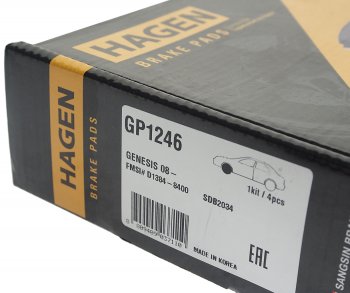 HAGEN
BRAKE PADS
HAGEN
BRAKE PADS
GP1246
GENESIS 08 -
FMSI# D1384 - 8400
SDB2034
1kit / 4pcs
MADE IN KOREA
EAC
SANGSIN BRA